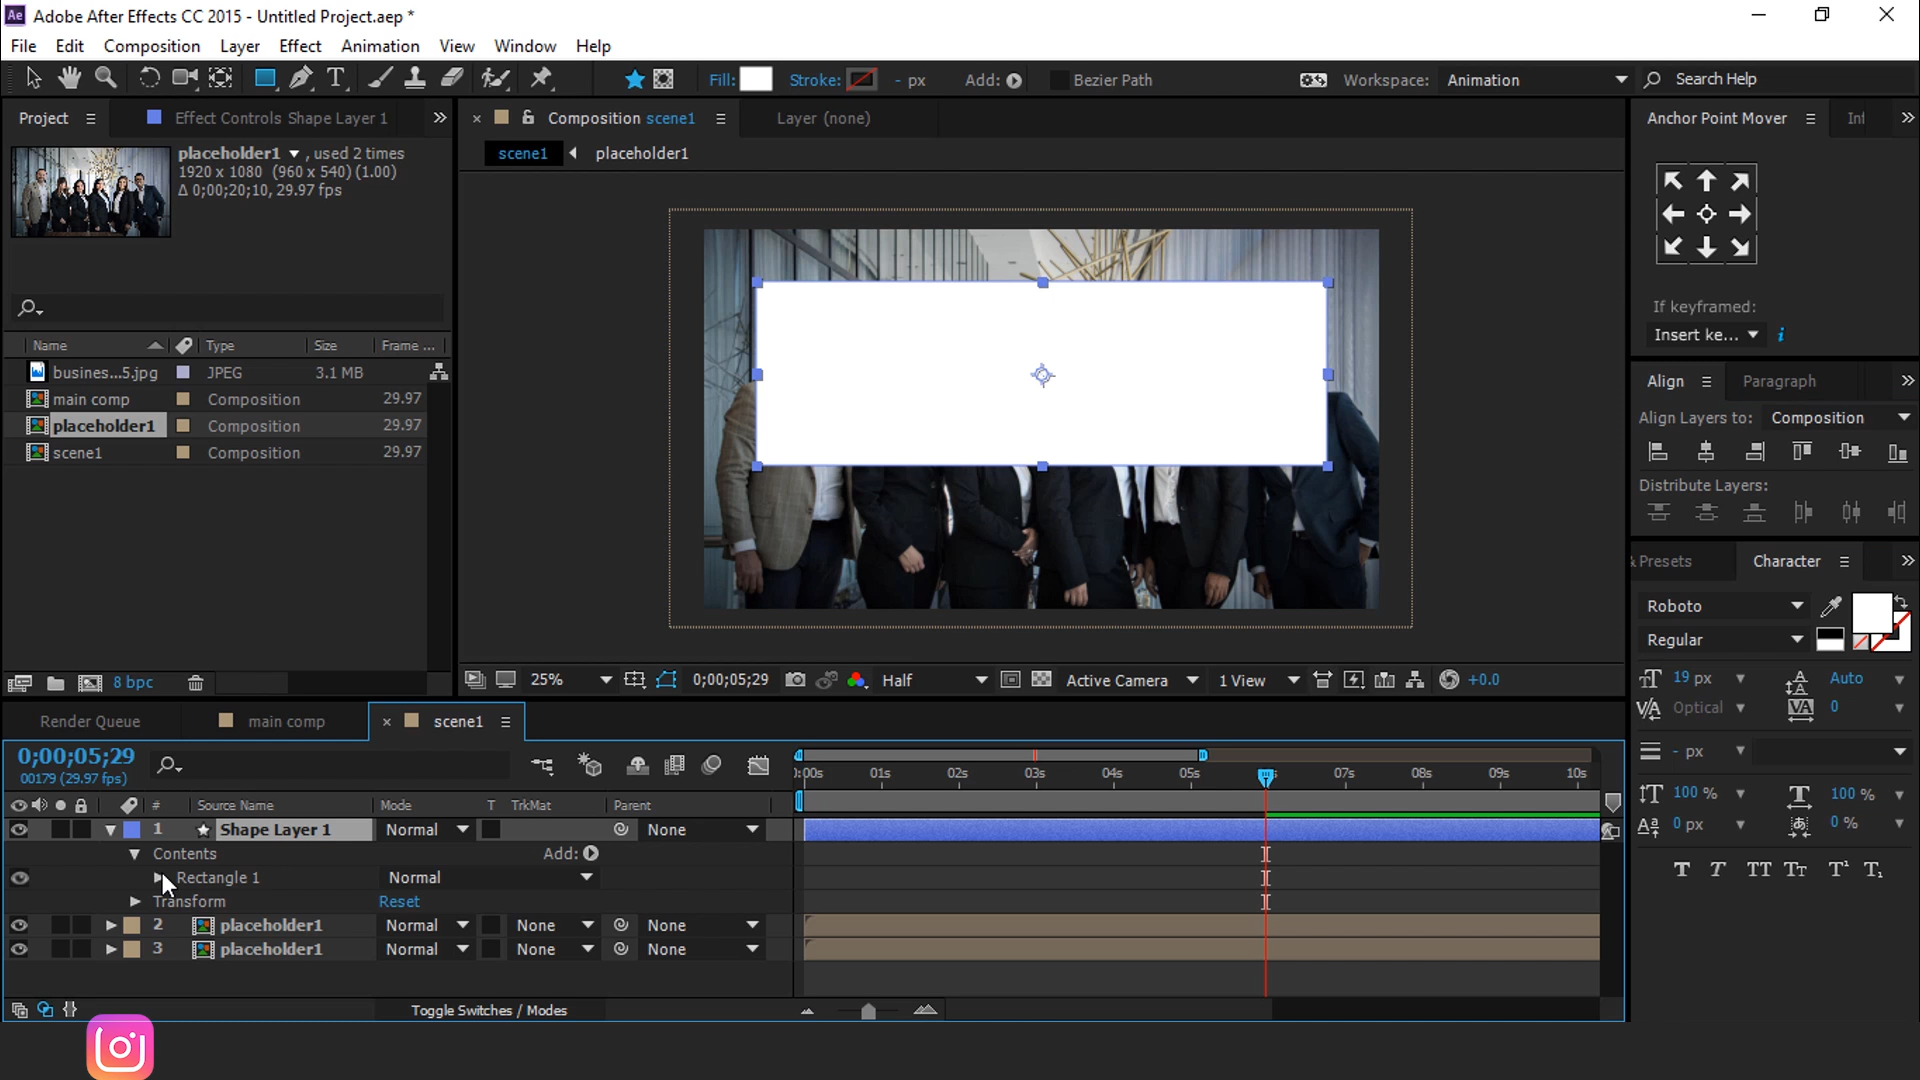 Ae Adobe After Effects CC 2015 - Untitled Project.aep *
File Edit Composition Layer Effect Animation View Window Help
Fill: Stroke: - px Add: Bezier Path Workspace: Animation Search Help
Project Effect Controls Shape Layer 1
Composition scene1 Layer (none)
Anchor Point Mover
placeholder1 , used 2 times
1920 x 1080 (960 x 540) (1.00)
Δ 0;00;20;10, 29.97 fps
scene1 placeholder1
If keyframed:
Insert ke...
Name Type Size Frame ...
busines...5.jpg JPEG 3.1 MB
main comp Composition 29.97
placeholder1 Composition 29.97
scene1 Composition 29.97
Align Paragraph
Align Layers to: Composition
Distribute Layers:
& Presets Character
Roboto
Regular
19 px Auto
Optical 0
- px
100 % 100 %
0 px 0 %
T T TT Tt T¹ T₁
8 bpc
25% 0;00;05;29 Half Active Camera 1 View +0.0
Render Queue main comp scene1
0;00;05;29
00179 (29.97 fps)
0:00s 01s 02s 03s 04s 05s 07s 08s 09s 10s
# Source Name Mode T TrkMat Parent
1 Shape Layer 1 Normal None
Contents Add:
Rectangle 1 Normal
Transform Reset
2 placeholder1 Normal None None
3 placeholder1 Normal None None
Toggle Switches / Modes